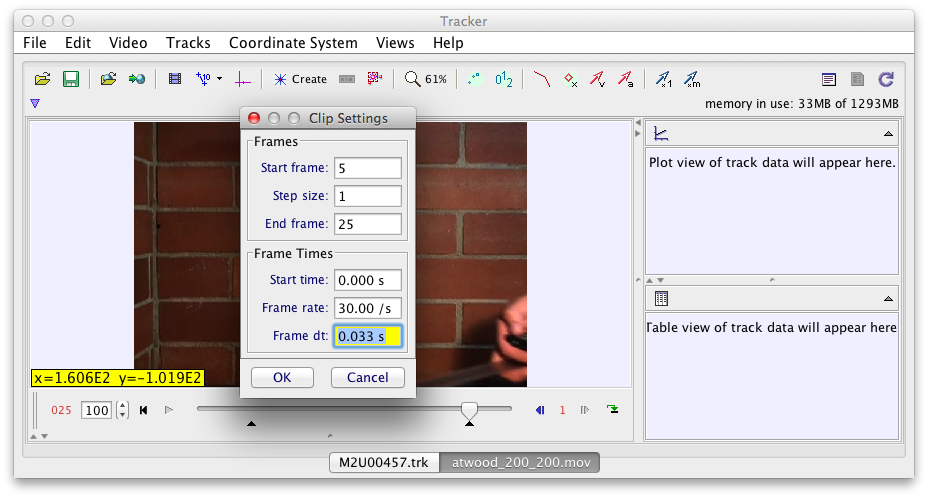 Tracker
File Edit Video Tracks Coordinate System Views Help
Create 61%
memory in use: 33MB of 1293MB
Clip Settings
Frames
Start frame: 5
Step size: 1
End frame: 25
Frame Times
Start time: 0.000 s
Frame rate: 30.00 /s
Frame dt: 0.033 s
OK Cancel
Plot view of track data will appear here.
Table view of track data will appear here
x=1.606E2 y=-1.019E2
025 100 1
M2U00457.trk atwood_200_200.mov